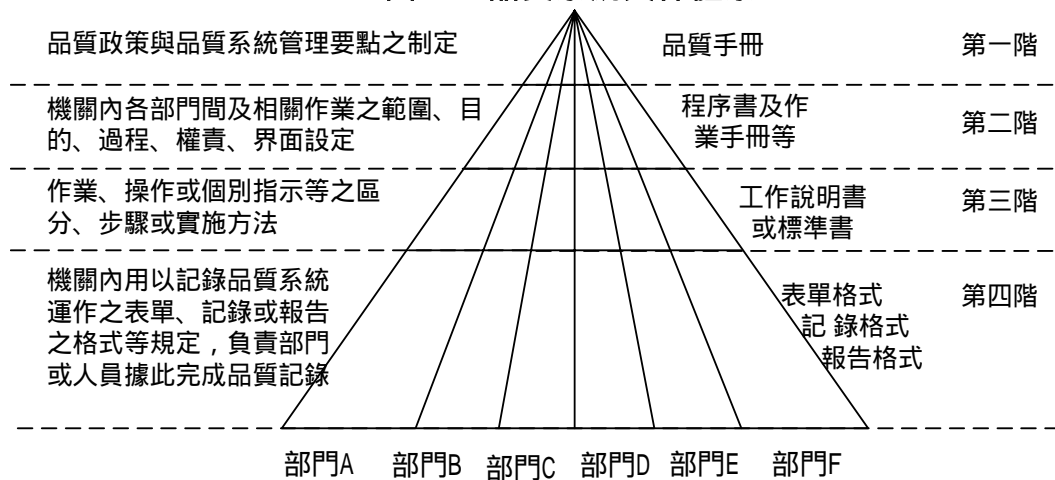 品質政策與品質系統管理要點之制定
品質手冊
第一階
機關內各部門間及相關作業之範圍、目
的、過程、權責、界面設定
程序書及作
業手冊等
第二階
作業、操作或個別指示等之區
分、步驟或實施方法
工作說明書
或標準書
第三階
機關內用以記錄品質系統
運作之表單、記錄或報告
之格式等規定，負責部門
或人員據此完成品質記錄
表單格式
記 錄格式
報告格式
第四階
部門A 部門B 部門C 部門D 部門E 部門F